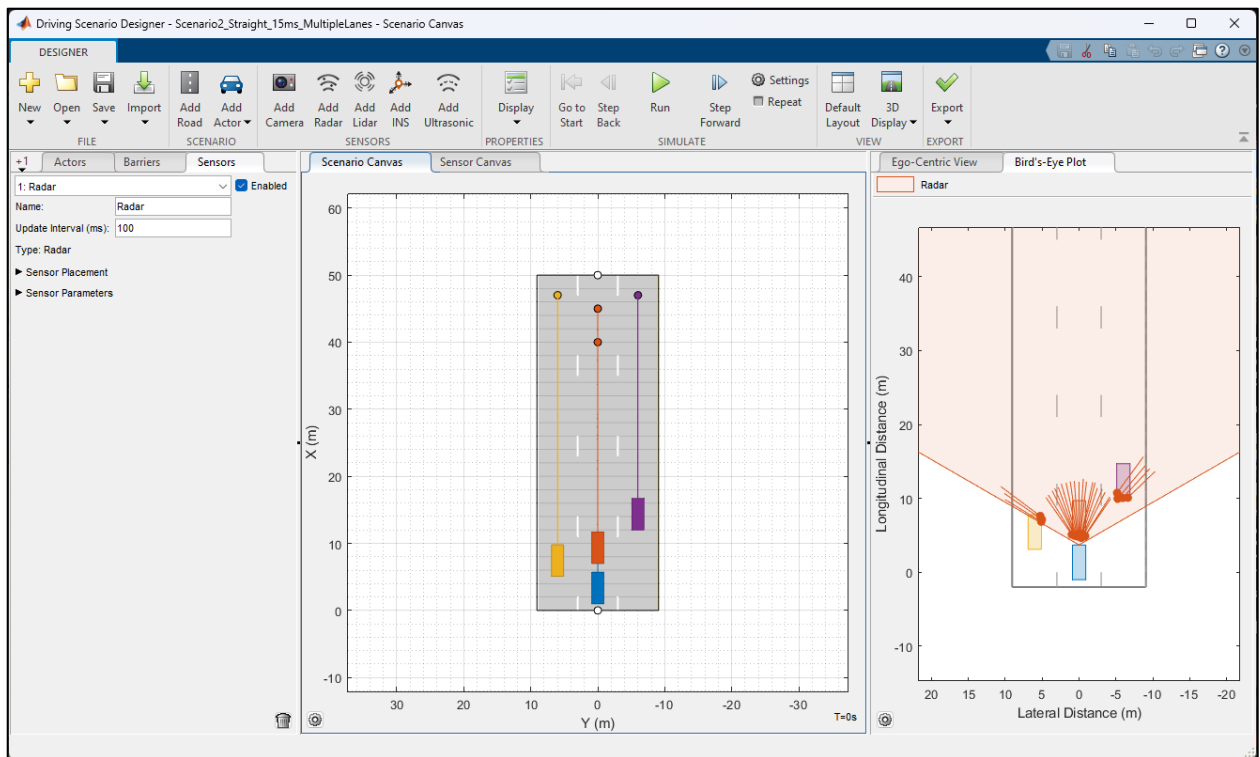 Driving Scenario Designer - Scenario2_Straight_15ms_MultipleLanes - Scenario Canvas
DESIGNER
New
Open
Save
Import
Add Road
Add Actor
Add Camera
Add Radar
Add Lidar
Add INS
Add Ultrasonic
Display
Go to Start
Step Back
Run
Step Forward
Settings
Repeat
Default Layout
3D Display
Export
FILE
SCENARIO
SENSORS
PROPERTIES
SIMULATE
VIEW
EXPORT
+1
Actors
Barriers
Sensors
1: Radar
Enabled
Name:
Radar
Update Interval (ms):
100
Type: Radar
Sensor Placement
Sensor Parameters
Scenario Canvas
Sensor Canvas
60
50
40
30
20
10
0
-10
X (m)
30
20
10
0
-10
-20
-30
Y (m)
T=0s
Ego-Centric View
Bird's-Eye Plot
Radar
40
30
20
10
0
-10
Longitudinal Distance (m)
20
15
10
5
0
-5
-10
-15
-20
Lateral Distance (m)